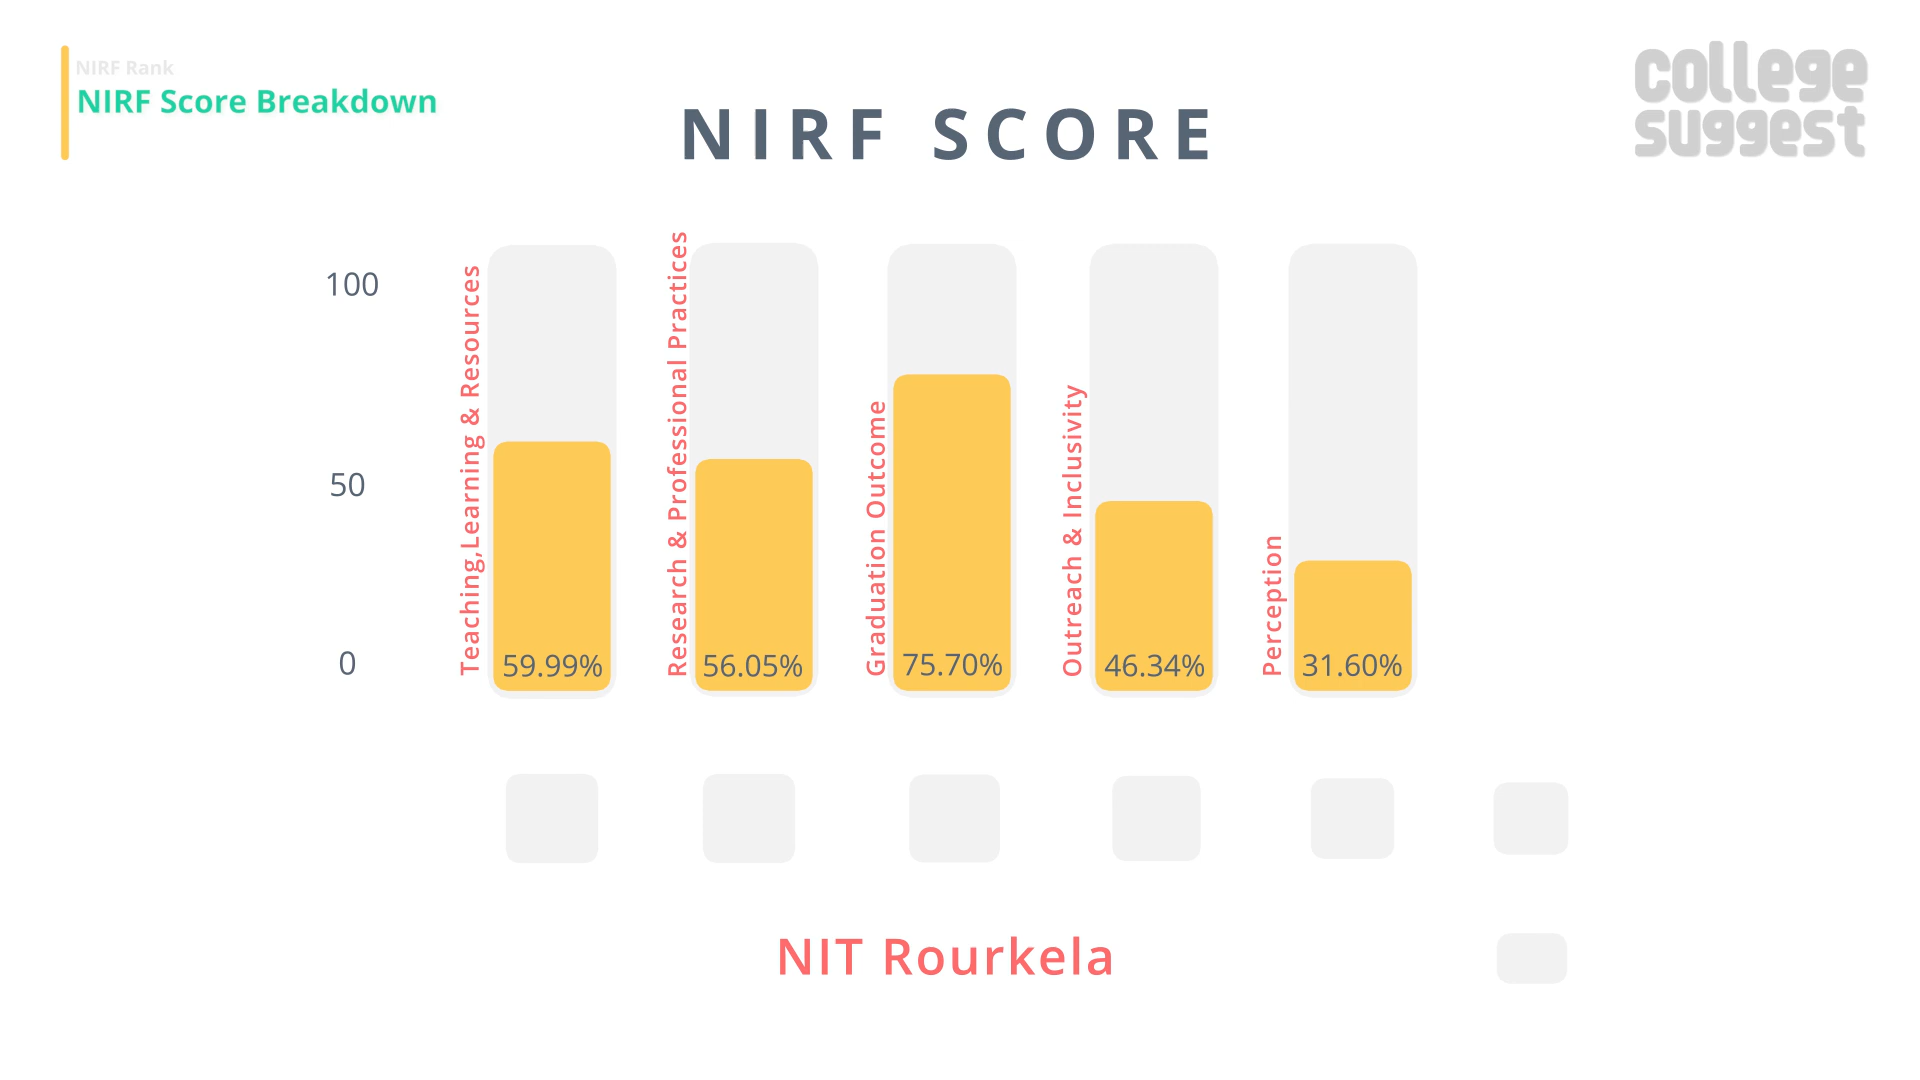 NIRF Rank
NIRF Score Breakdown
NIRF SCORE
college
suggest
100
50
0
Teaching,Learning & Resources
59.99%
Research & Professional Practices
56.05%
Graduation Outcome
75.70%
Outreach & Inclusivity
46.34%
Perception
31.60%
NIT Rourkela